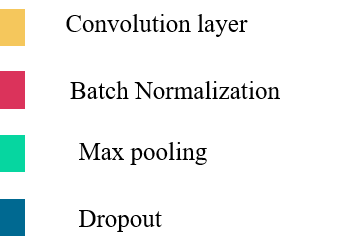 Convolution layer
Batch Normalization
Max pooling
Dropout